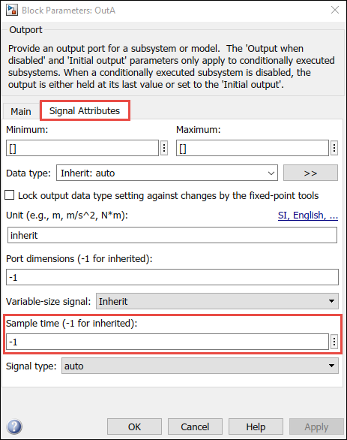 Block Parameters: OutA
Outport
Provide an output port for a subsystem or model. The 'Output when
disabled' and 'Initial output' parameters only apply to conditionally executed
subsystems. When a conditionally executed subsystem is disabled, the
output is either held at its last value or set to the 'Initial output'.
Main Signal Attributes
Minimum: Maximum:
[] []
Data type: Inherit: auto >>
Lock output data type setting against changes by the fixed-point tools
Unit (e.g., m, m/s^2, N*m): SI, English, ...
inherit
Port dimensions (-1 for inherited):
-1
Variable-size signal: Inherit
Sample time (-1 for inherited):
-1
Signal type: auto
? OK Cancel Help Apply